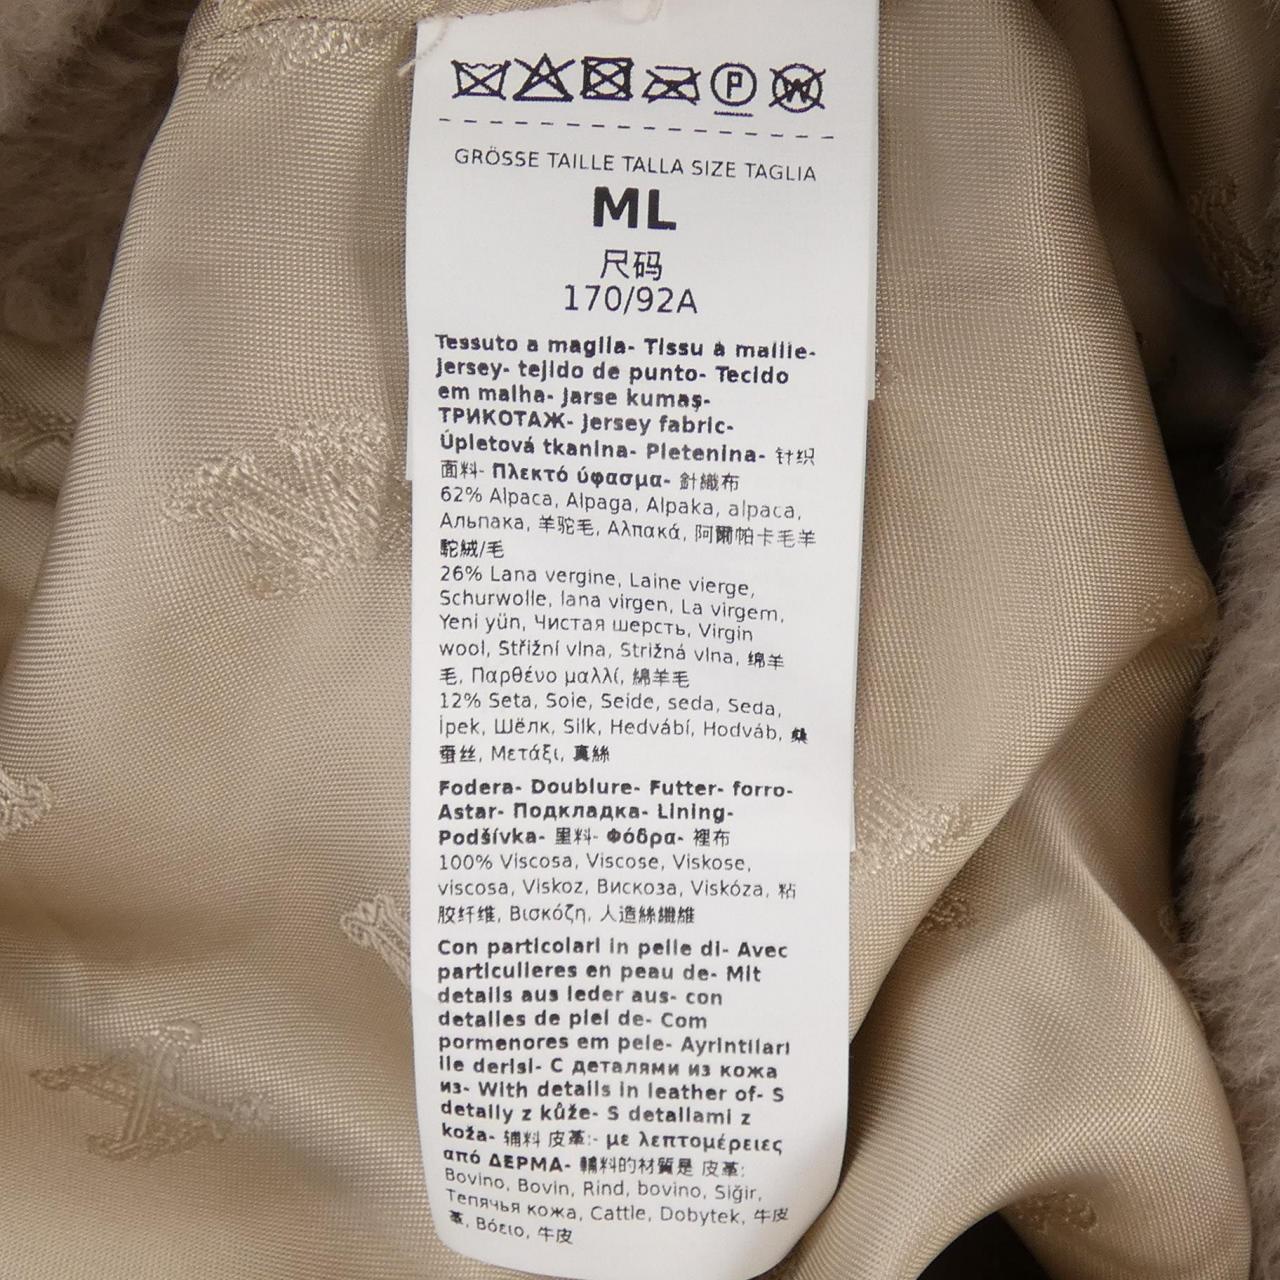 P W
GRÖSSE TAILLE TALLA SIZE TAGLIA
ML
尺码
170/92A
Tessuto a maglia- Tissu à maille-
Jersey- tejido de punto- Tecido
em malha- Jarse kumaş-
ТРИКОТАЖ- Jersey fabric-
Úpletová tkanina- Pletenina- 针织
面料- Πλεκτό ύφασμα- 針織布
62% Alpaca, Alpaga, Alpaka, alpaca,
Альпака, 羊驼毛, Αλπακά, 阿爾帕卡毛羊
駝絨/毛
26% Lana vergine, Laine vierge,
Schurwolle, lana virgen, La virgem,
Yeni yün, Чистая шерсть, Virgin
wool, Střižní vlna, Strižná vlna, 绵羊
毛, Παρθένο μαλλί, 綿羊毛
12% Seta, Soie, Seide, seda, Seda,
İpek, Шёлк, Silk, Hedvábí, Hodváb, 桑
蚕丝, Μετάξι, 真絲
Fodera- Doublure- Futter- forro-
Astar- Подкладка- Lining-
Podšívka- 里料- Φόδρα- 裡布
100% Viscosa, Viscose, Viskose,
viscosa, Viskoz, Вискоза, Viskóza, 粘
胶纤维, Βισκόζη, 人造絲纖維
Con particolari in pelle di- Avec
particulieres en peau de- Mit
details aus leder aus- con
detalles de piel de- Com
pormenores em pele- Ayrintilari
ile derisi- С деталями из кожа
из- With details in leather of- S
detaily z kůže- S detailami z
koža- 辅料 皮革:- με λεπτομέρειες
από ΔΕΡΜΑ- 輔料的材質是 皮革:
Bovino, Bovin, Rind, bovino, Siğir,
Тепячья кожа, Cattle, Dobytek, 牛皮
革, Βόειο, 牛皮